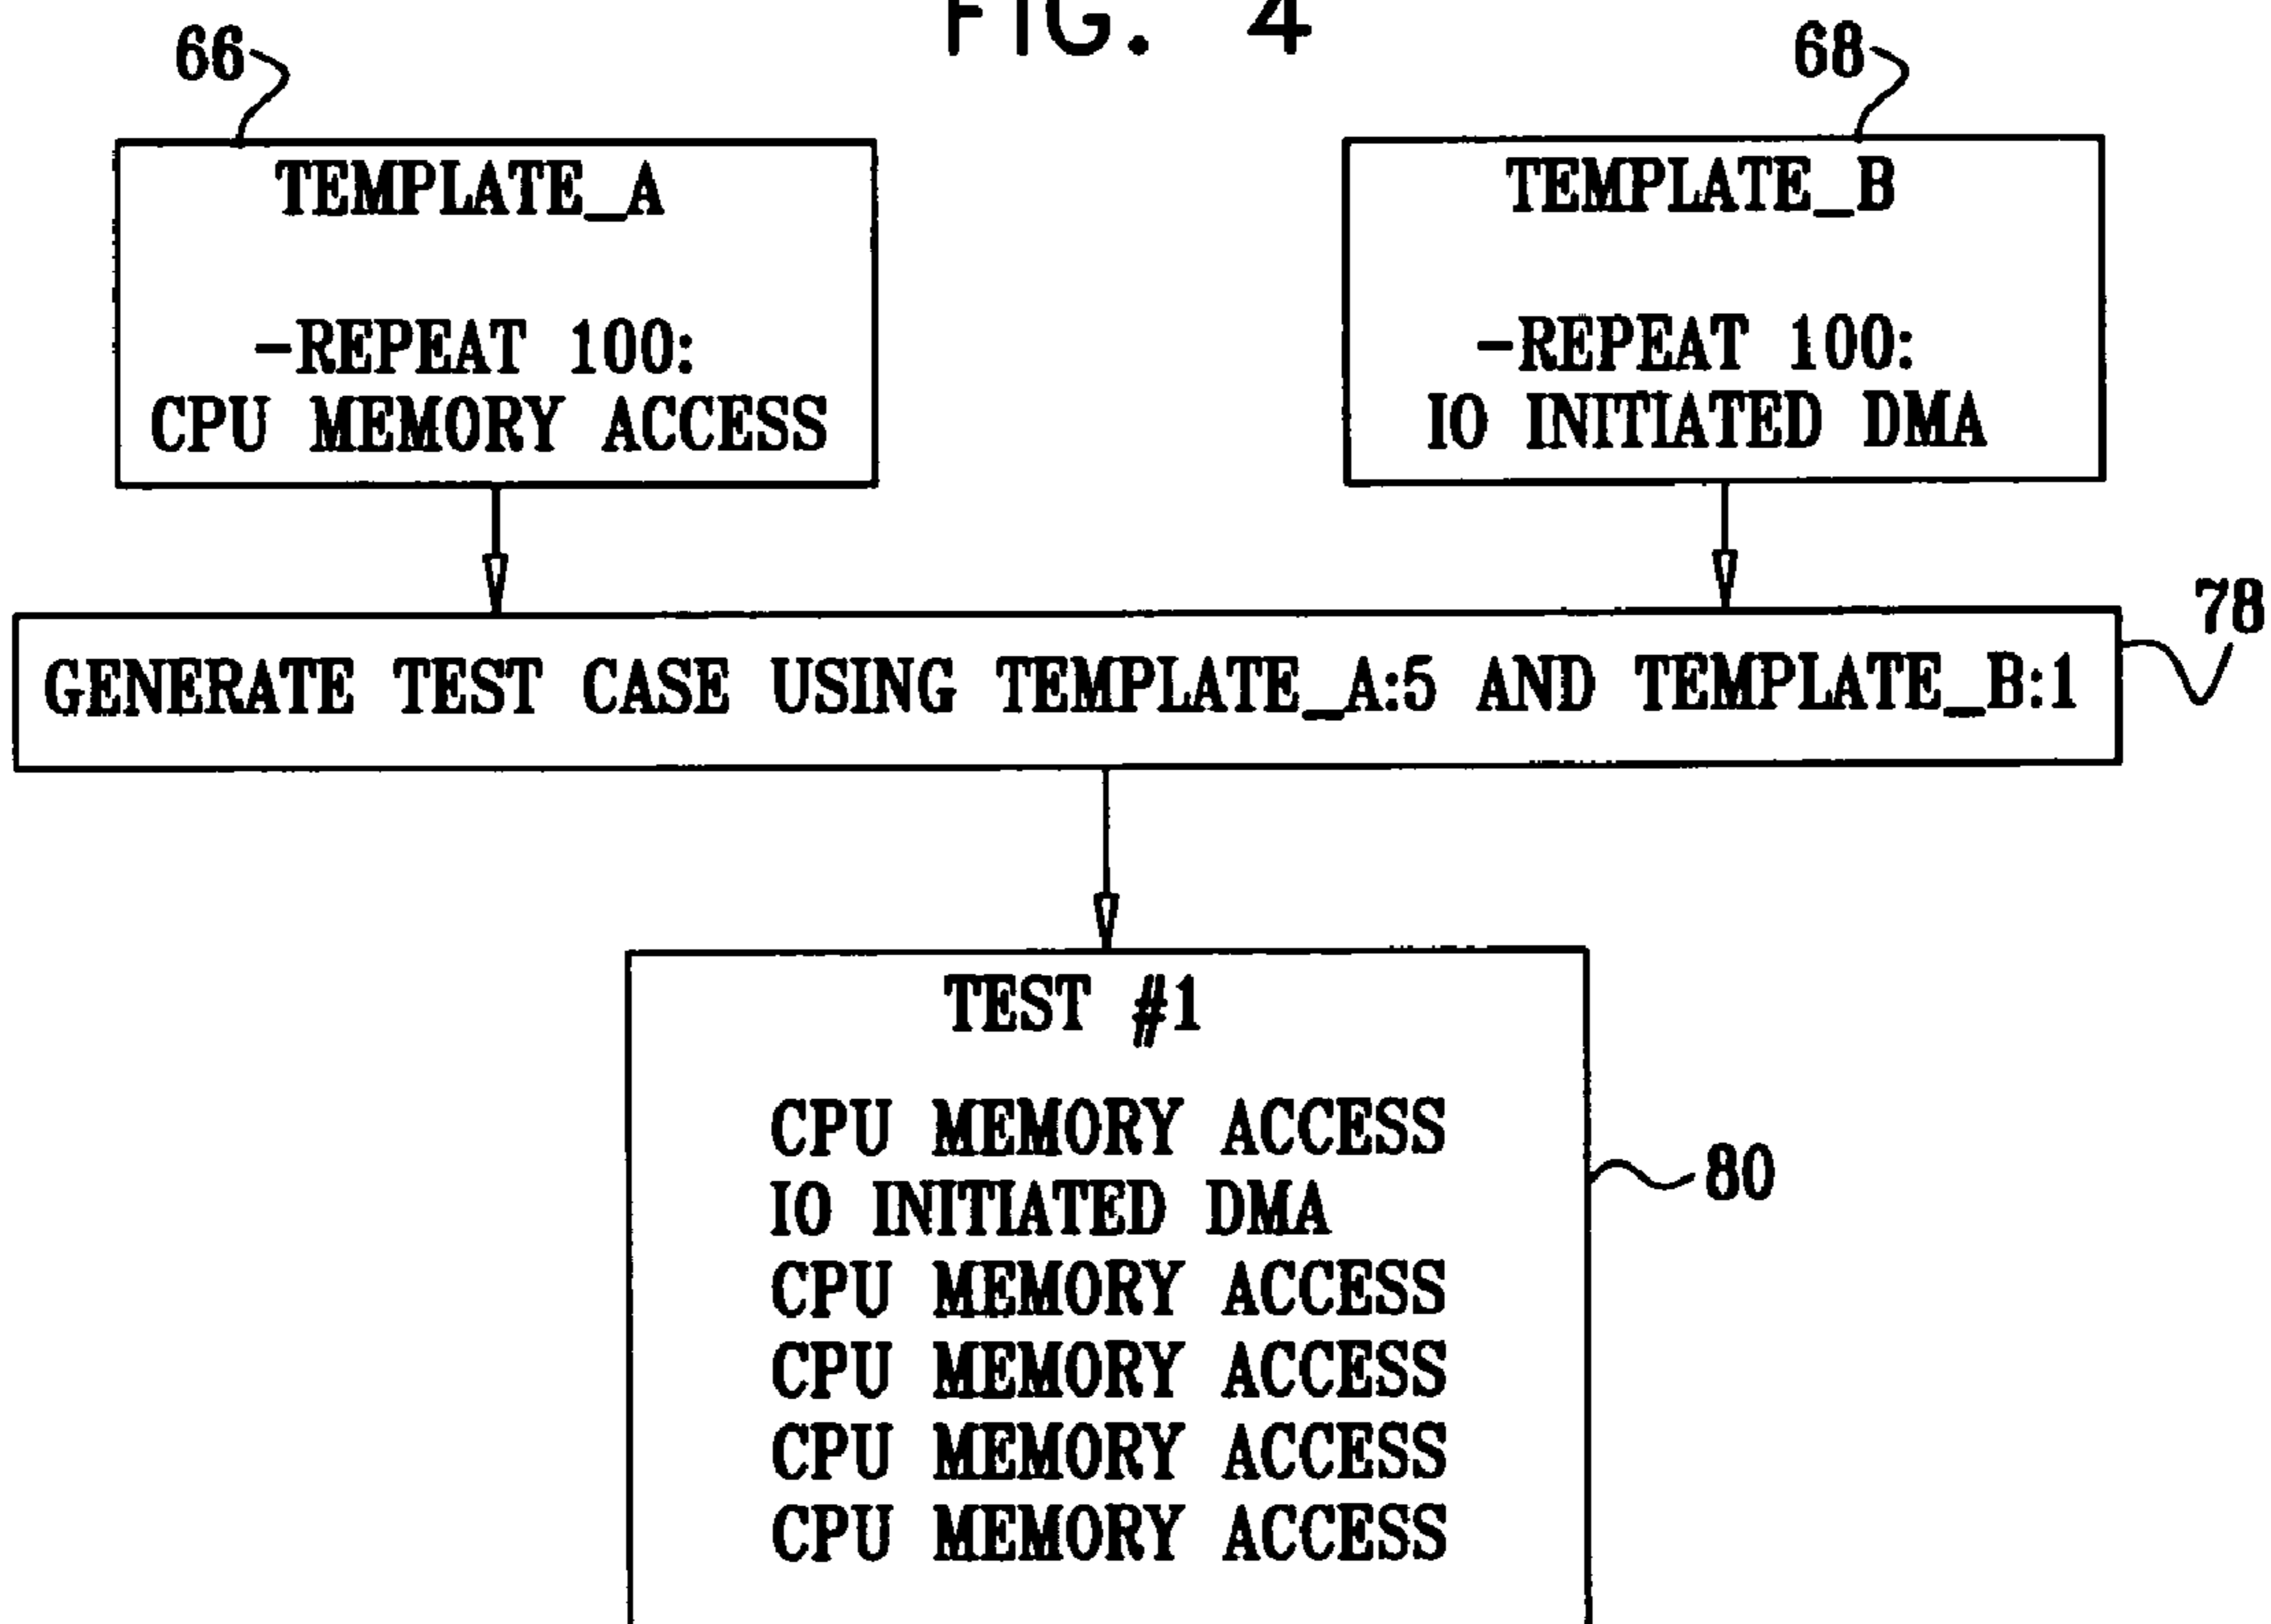 FIG. 4
66
68
TEMPLATE_A
-REPEAT 100:
CPU MEMORY ACCESS
TEMPLATE_B
-REPEAT 100:
IO INITIATED DMA
78
GENERATE TEST CASE USING TEMPLATE_A:5 AND TEMPLATE_B:1
TEST #1
CPU MEMORY ACCESS
80
IO INITIATED DMA
CPU MEMORY ACCESS
CPU MEMORY ACCESS
CPU MEMORY ACCESS
CPU MEMORY ACCESS